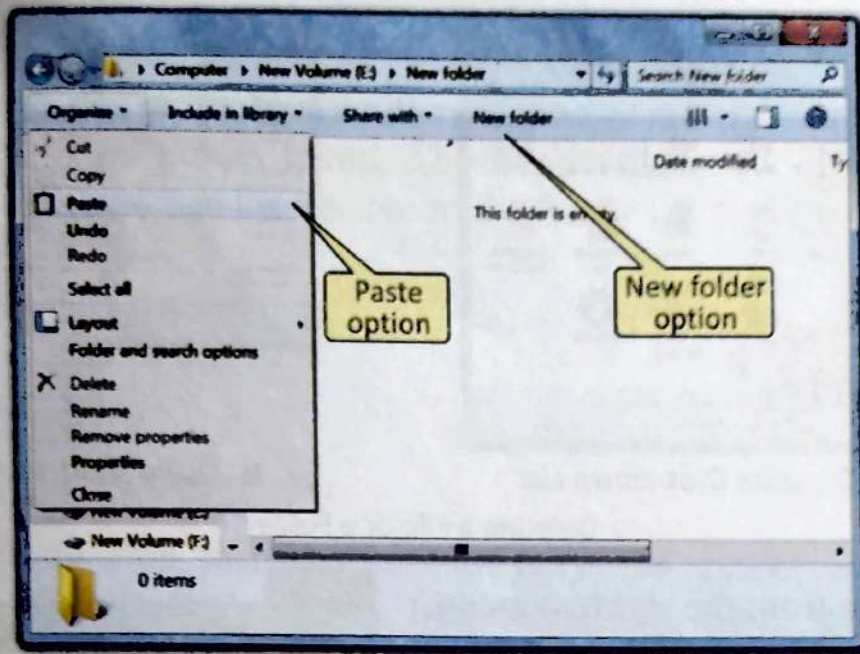 Computer ▸ New Volume (E:) ▸ New folder
Search New folder
Organize
Include in library
Share with
New folder
Cut
Copy
Paste
Undo
Redo
Select all
Layout
Folder and search options
Delete
Rename
Remove properties
Properties
Close
Date modified
Ty
This folder is empty.
Paste
option
New folder
option
New Volume (F:)
0 items